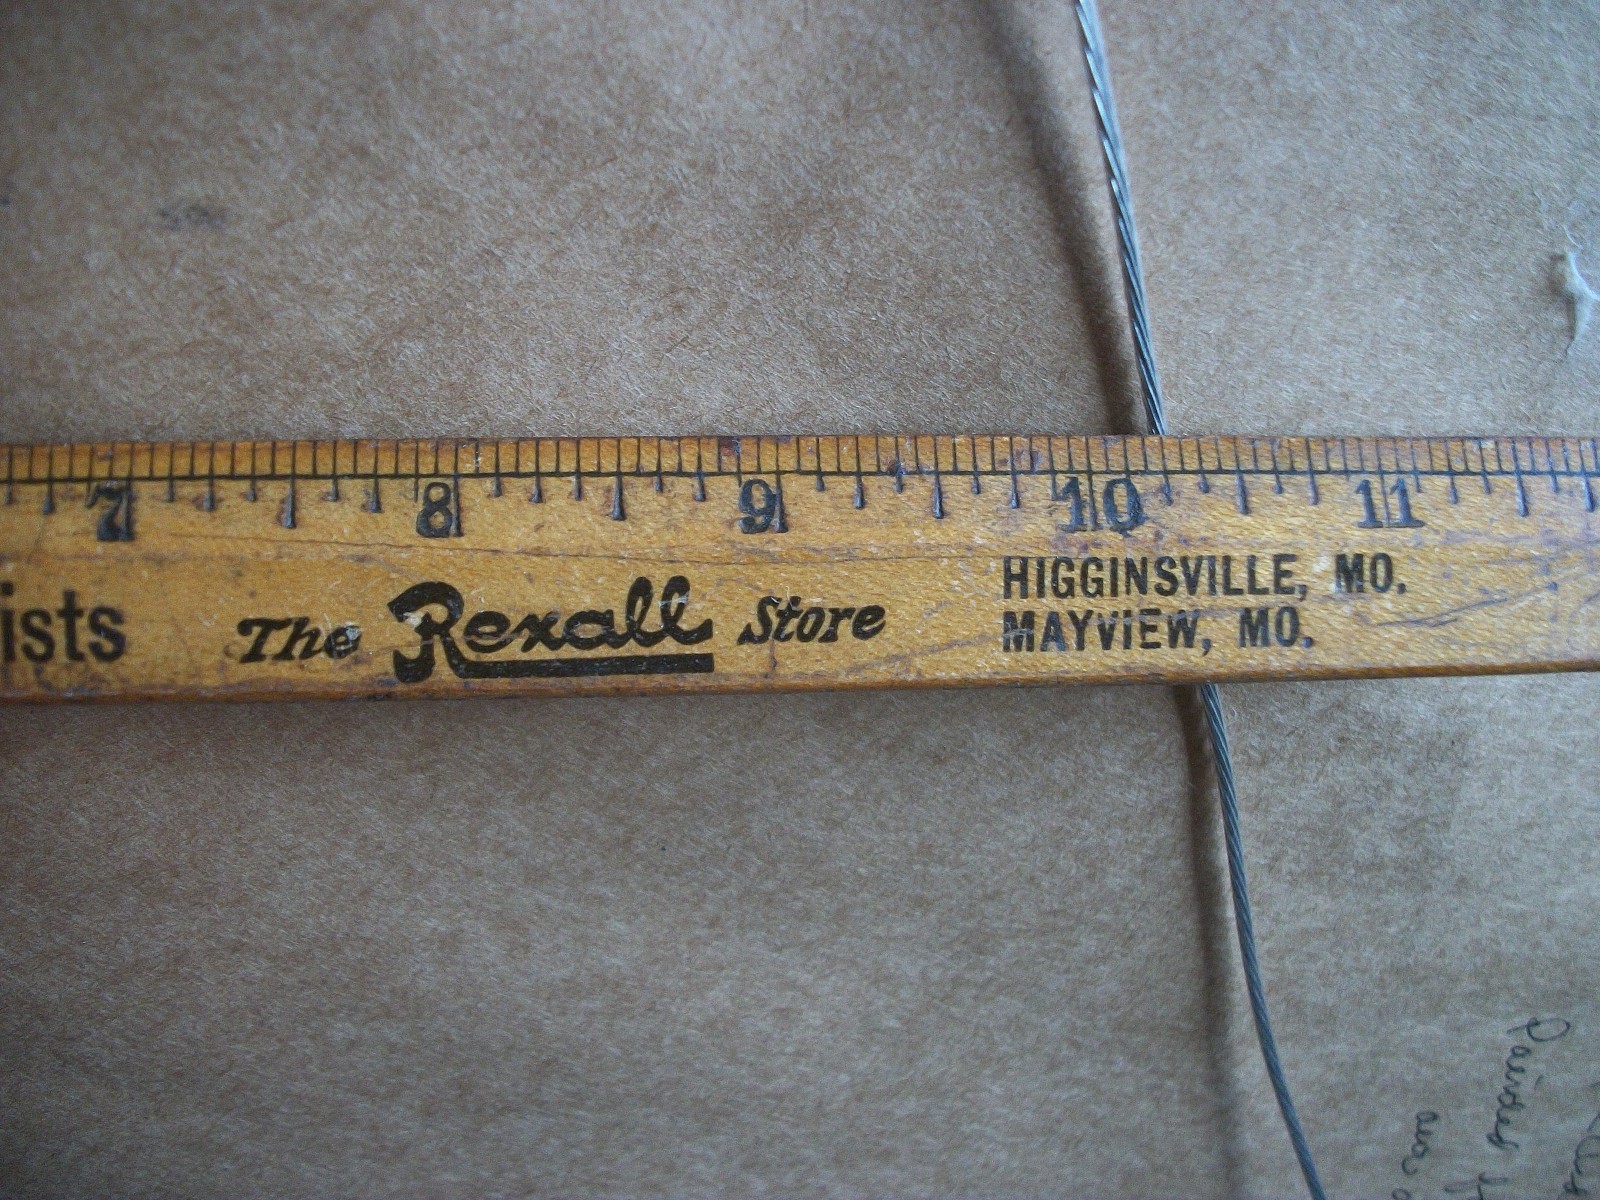 7 8 9 10 11
ists The Rexall Store HIGGINSVILLE, MO.
MAYVIEW, MO.